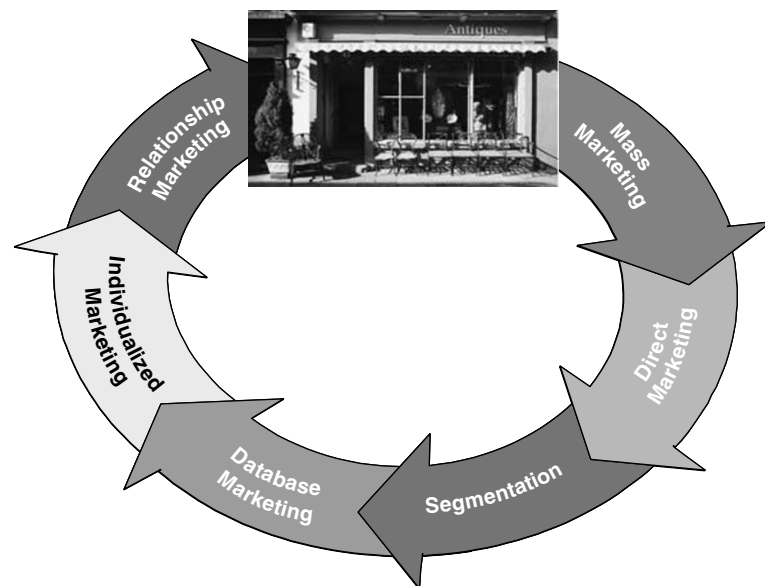 Antiques
Mass
Marketing
Direct
Marketing
Segmentation
Database
Marketing
Individualized
Marketing
Relationship
Marketing